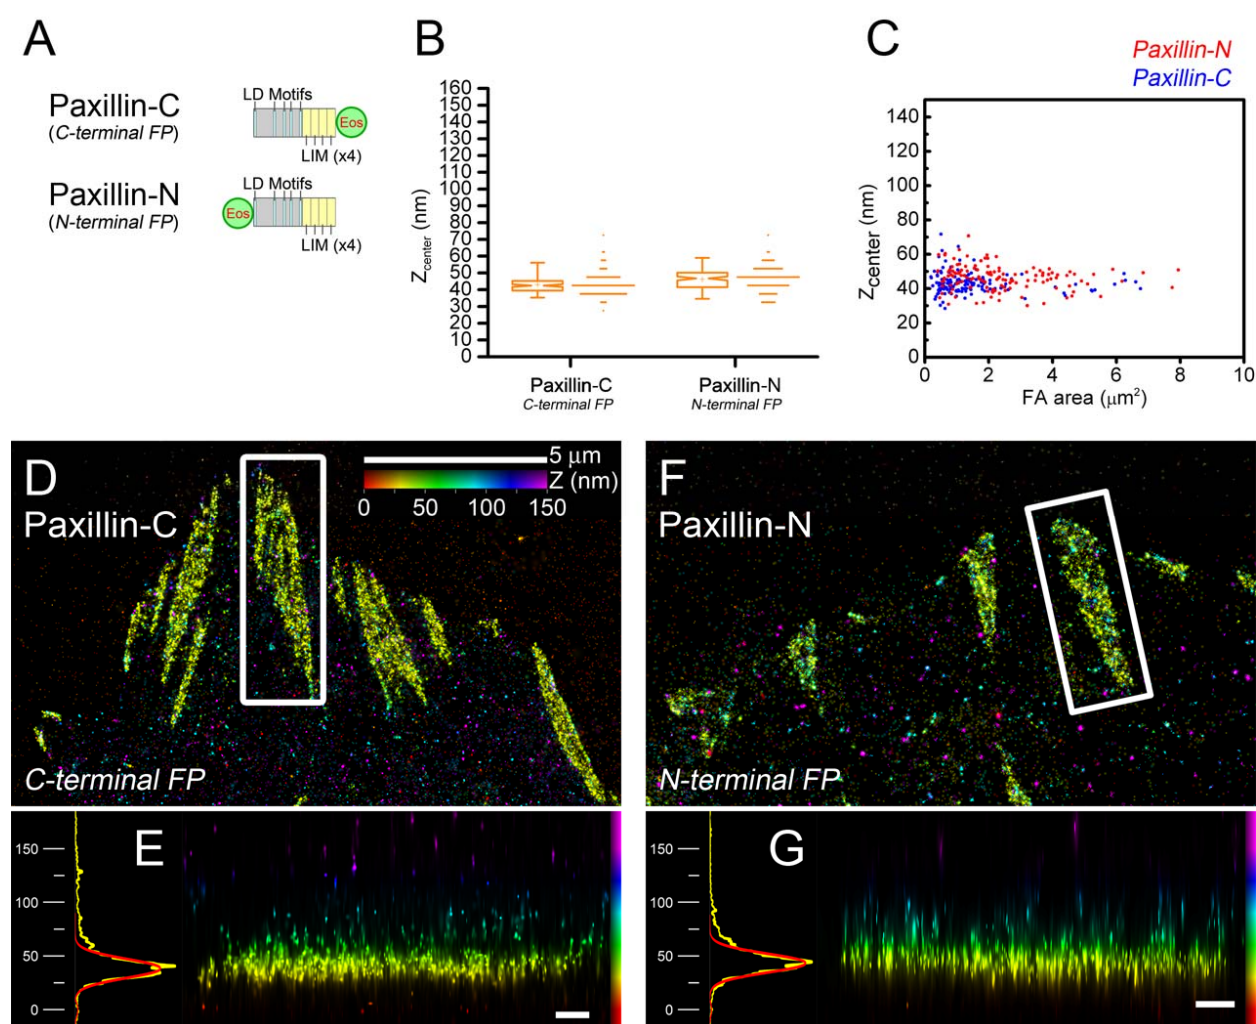 A
Paxillin-C
(C-terminal FP)
LD Motifs
Eos
LIM (x4)
Paxillin-N
(N-terminal FP)
LD Motifs
Eos
LIM (x4)
B
Zcenter (nm)
160
150
140
130
120
110
100
90
80
70
60
50
40
30
20
10
0
Paxillin-C
C-terminal FP
Paxillin-N
N-terminal FP
C
Paxillin-N
Paxillin-C
Zcenter (nm)
140
120
100
80
60
40
20
0
0 2 4 6 8 10
FA area (μm²)
D
Paxillin-C
5 μm
Z (nm)
0 50 100 150
C-terminal FP
F
Paxillin-N
N-terminal FP
E
150
100
50
0
G
150
100
50
0